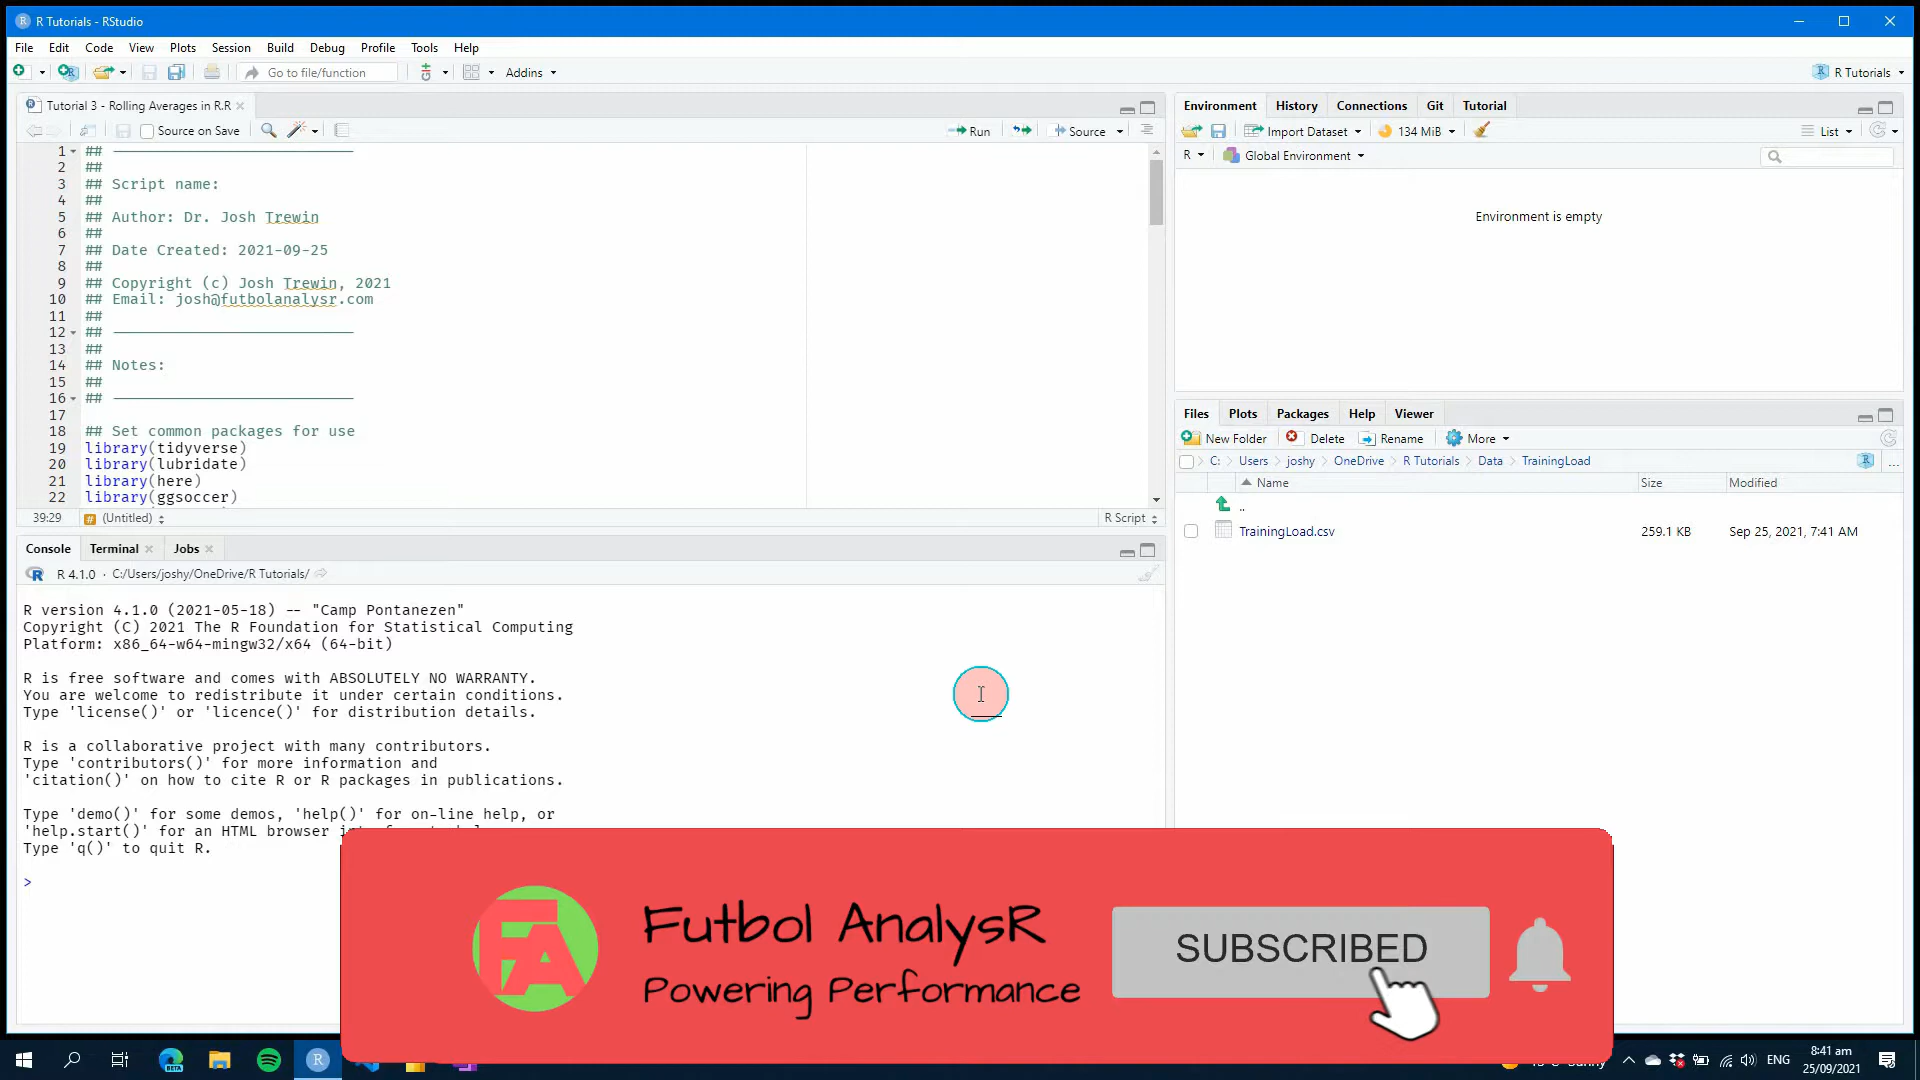 R Tutorials - RStudio
File Edit Code View Plots Session Build Debug Profile Tools Help
Go to file/function
Addins
R Tutorials
Tutorial 3 - Rolling Averages in R.R
Source on Save
Run
Source
1 ## ---------------------------
2 ##
3 ## Script name:
4 ##
5 ## Author: Dr. Josh Trewin
6 ##
7 ## Date Created: 2021-09-25
8 ##
9 ## Copyright (c) Josh Trewin, 2021
10 ## Email: josh@futbolanalysr.com
11 ##
12 ## ---------------------------
13 ##
14 ## Notes:
15 ##
16 ## ---------------------------
17
18 ## Set common packages for use
19 library(tidyverse)
20 library(lubridate)
21 library(here)
22 library(ggsoccer)
39:29 # (Untitled) R Script
Console Terminal Jobs
R 4.1.0 · C:/Users/joshy/OneDrive/R Tutorials/
R version 4.1.0 (2021-05-18) -- "Camp Pontanezen"
Copyright (C) 2021 The R Foundation for Statistical Computing
Platform: x86_64-w64-mingw32/x64 (64-bit)
R is free software and comes with ABSOLUTELY NO WARRANTY.
You are welcome to redistribute it under certain conditions.
Type 'license()' or 'licence()' for distribution details.
R is a collaborative project with many contributors.
Type 'contributors()' for more information and
'citation()' on how to cite R or R packages in publications.
Type 'demo()' for some demos, 'help()' for on-line help, or
'help.start()' for an HTML browser
Type 'q()' to quit R.
>
Environment History Connections Git Tutorial
Import Dataset 134 MiB List
R Global Environment
Environment is empty
Files Plots Packages Help Viewer
New Folder Delete Rename More
C: Users joshy OneDrive R Tutorials Data TrainingLoad ...
Name Size Modified
..
TrainingLoad.csv 259.1 KB Sep 25, 2021, 7:41 AM
FA
Futbol AnalysR
Powering Performance
SUBSCRIBED
BETA
ENG
8:41 am
25/09/2021